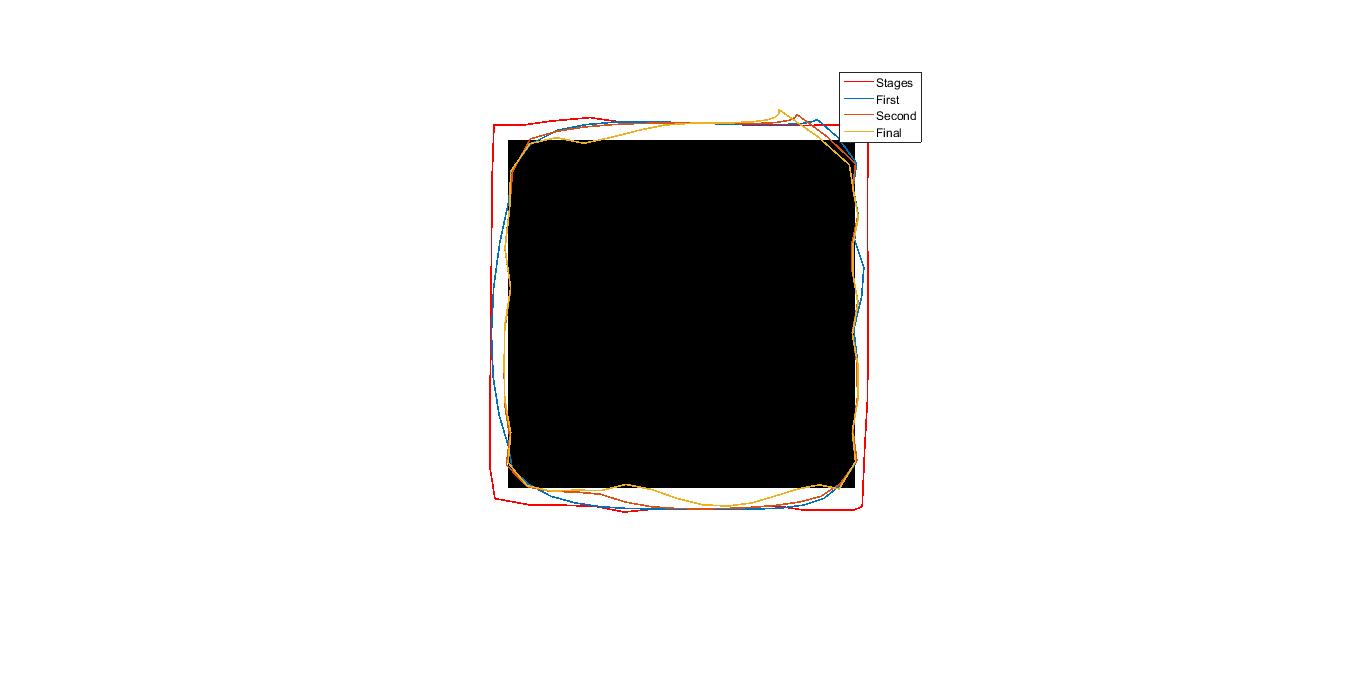 Stages
First
Second
Final